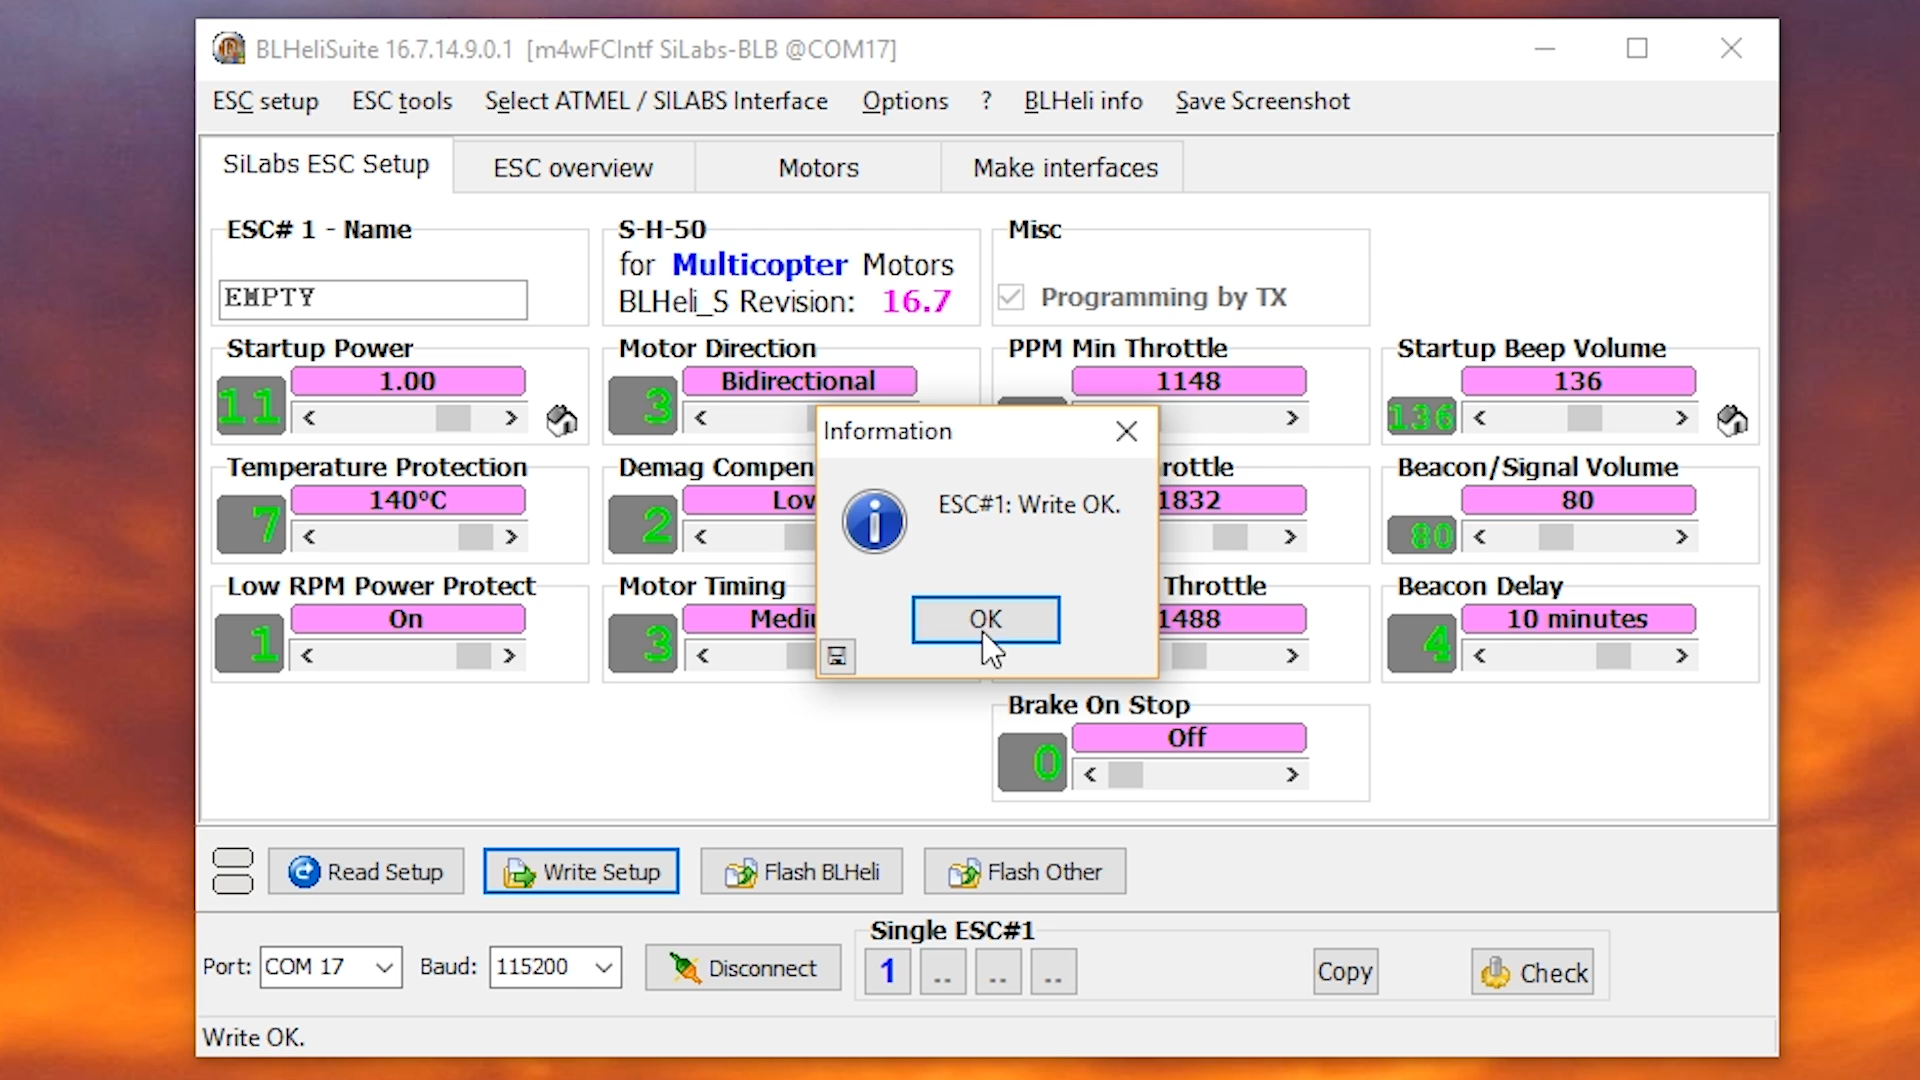 BLHeliSuite 16.7.14.9.0.1 [m4wFCIntf SiLabs-BLB @COM17]
ESC setup ESC tools Select ATMEL / SILABS Interface Options ? BLHeli info Save Screenshot
SiLabs ESC Setup ESC overview Motors Make interfaces
ESC# 1 - Name
EMPTY
S-H-50
for Multicopter Motors
BLHeli_S Revision: 16.7
Misc
Programming by TX
Startup Power
1.00
11
Motor Direction
Bidirectional
3
PPM Min Throttle
1148
Startup Beep Volume
136
136
Temperature Protection
140ºC
7
Demag Compen
Low
2
rottle
1832
Beacon/Signal Volume
80
80
Low RPM Power Protect
On
1
Motor Timing
Mediu
3
Throttle
1488
Beacon Delay
10 minutes
4
Brake On Stop
Off
0
Information
ESC#1: Write OK.
OK
Read Setup Write Setup Flash BLHeli Flash Other
Single ESC#1
Port: COM 17 Baud: 115200 Disconnect 1 .. .. .. Copy Check
Write OK.